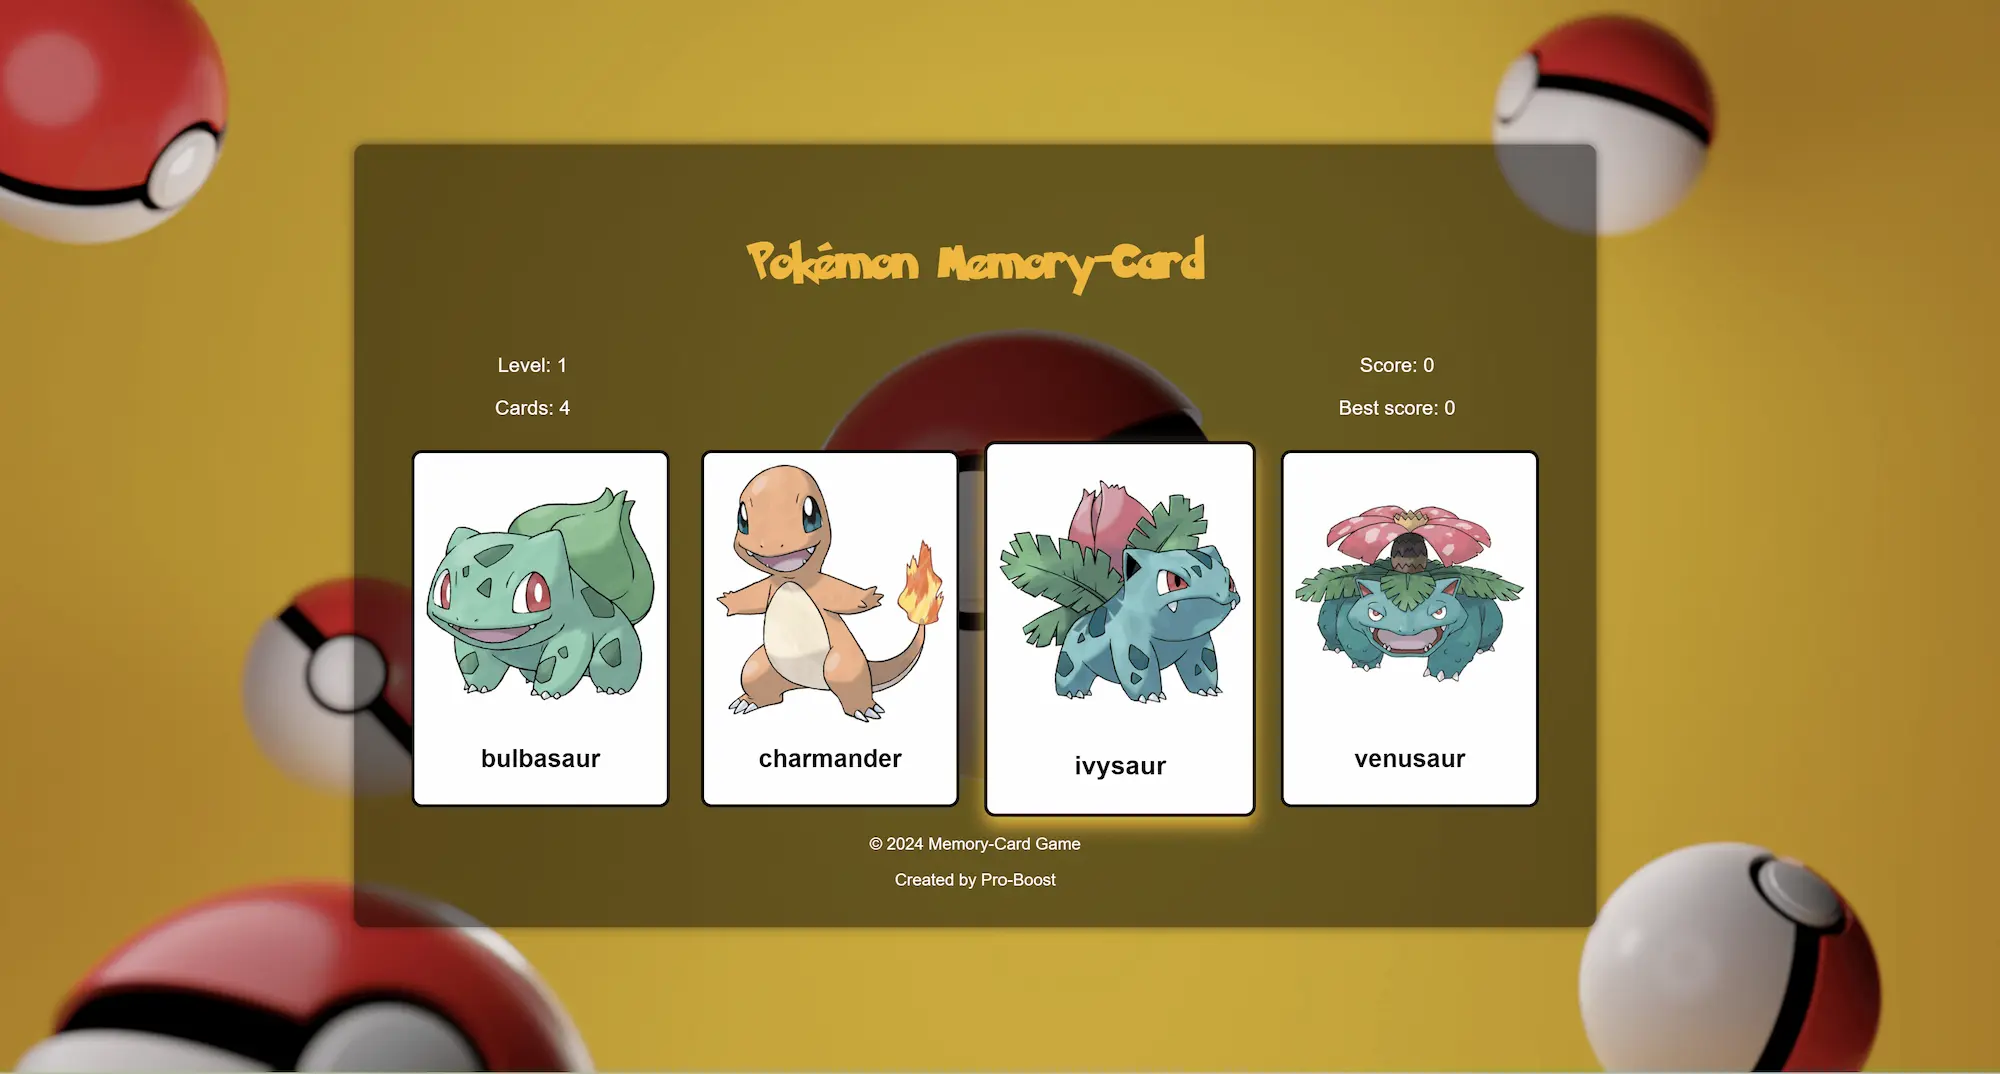 Pokémon Memory-Card
Level: 1
Score: 0
Cards: 4
Best score: 0
bulbasaur
charmander
ivysaur
venusaur
© 2024 Memory-Card Game
Created by Pro-Boost